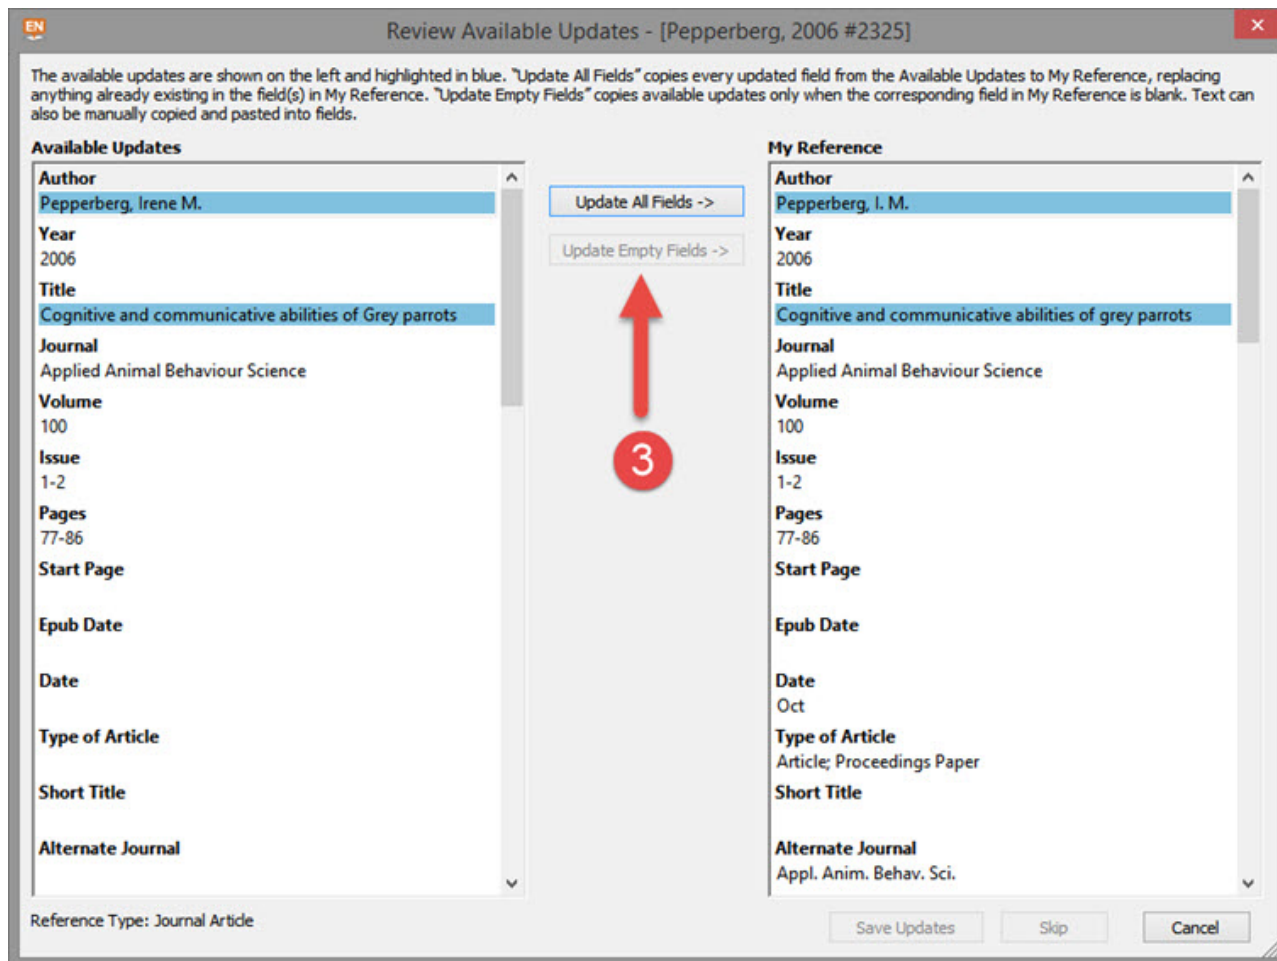 EN
Review Available Updates - [Pepperberg, 2006 #2325]
The available updates are shown on the left and highlighted in blue. "Update All Fields" copies every updated field from the Available Updates to My Reference, replacing
anything already existing in the field(s) in My Reference. "Update Empty Fields" copies available updates only when the corresponding field in My Reference is blank. Text can
also be manually copied and pasted into fields.
Available Updates
Author
Pepperberg, Irene M.
Year
2006
Title
Cognitive and communicative abilities of Grey parrots
Journal
Applied Animal Behaviour Science
Volume
100
Issue
1-2
Pages
77-86
Start Page
Epub Date
Date
Type of Article
Short Title
Alternate Journal
Update All Fields ->
Update Empty Fields ->
3
My Reference
Author
Pepperberg, I. M.
Year
2006
Title
Cognitive and communicative abilities of grey parrots
Journal
Applied Animal Behaviour Science
Volume
100
Issue
1-2
Pages
77-86
Start Page
Epub Date
Date
Oct
Type of Article
Article; Proceedings Paper
Short Title
Alternate Journal
Appl. Anim. Behav. Sci.
Reference Type: Journal Article
Save Updates
Skip
Cancel